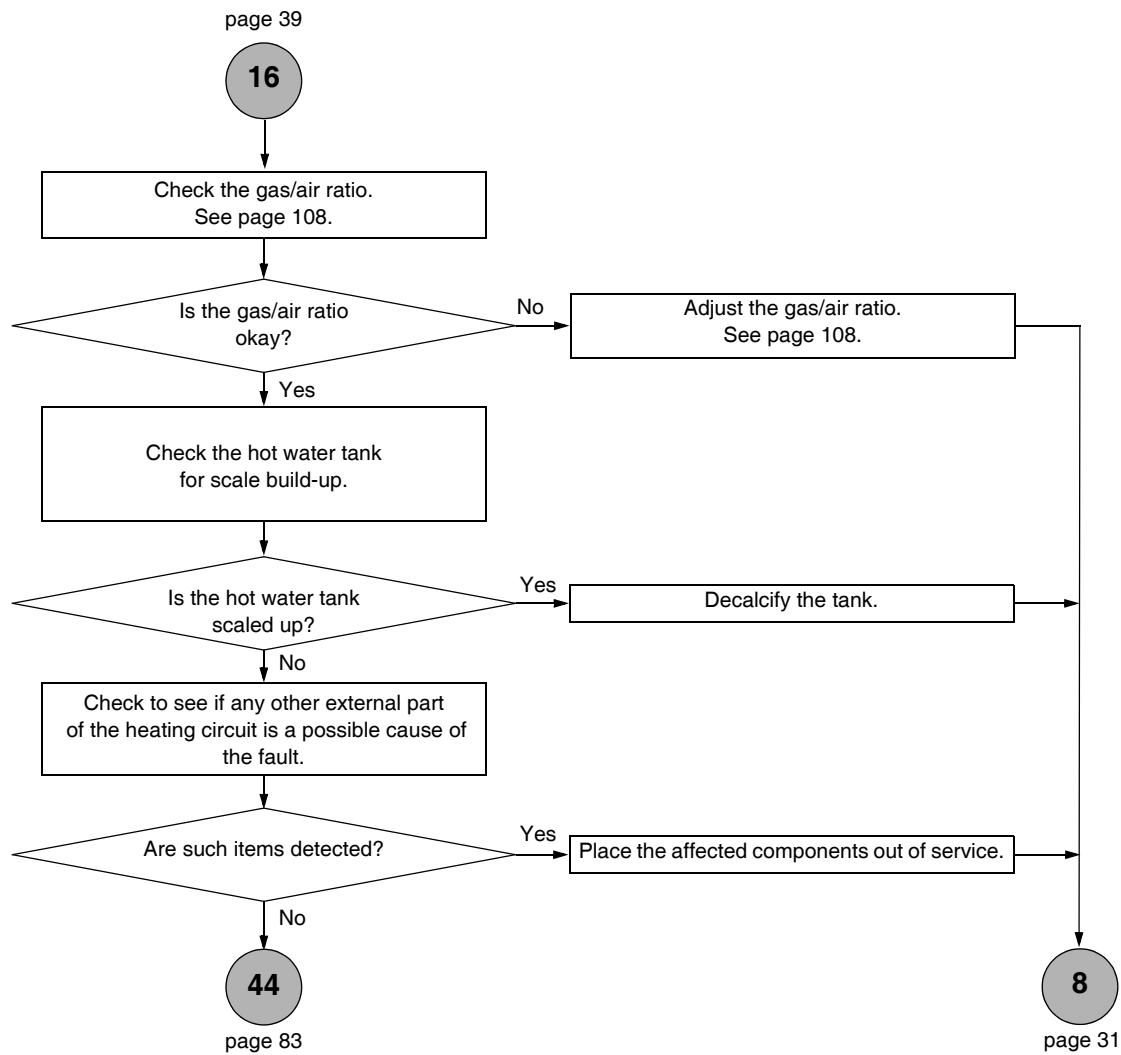 page 39
16
Check the gas/air ratio.
See page 108.
Is the gas/air ratio
okay?
No
Adjust the gas/air ratio.
See page 108.
Yes
Check the hot water tank
for scale build-up.
Is the hot water tank
scaled up?
Yes
Decalcify the tank.
No
Check to see if any other external part
of the heating circuit is a possible cause of
the fault.
Are such items detected?
Yes
Place the affected components out of service.
No
44
page 83
8
page 31